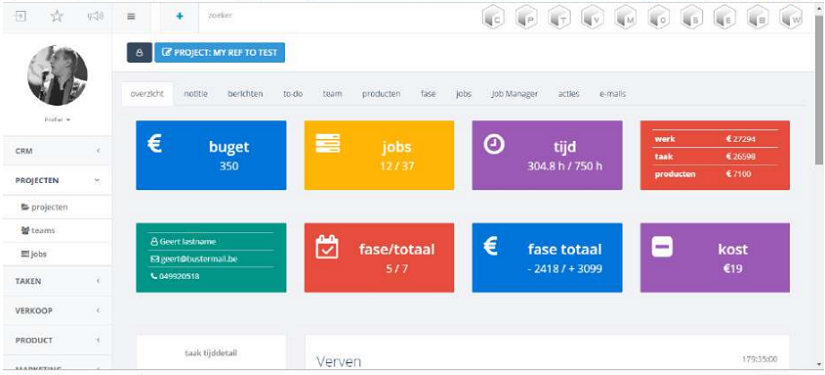 zoeker
C P T V M O S E B W
PROJECT: MY REF TO TEST
Profiel
overzicht notitie berichten to-do team producten fase jobs Job Manager acties e-mails
CRM
PROJECTEN
projecten
teams
jobs
TAKEN
VERKOOP
PRODUCT
MARKETING
€ buget
350
jobs
12 / 37
tijd
304.8 h / 750 h
werk € 27294
taak € 26598
producten € 7100
Geert lastname
geert@bustermail.be
049920518
fase/totaal
5 / 7
€ fase totaal
- 2418 / + 3099
kost
€19
taak tijddetail
Verven
179:35:00